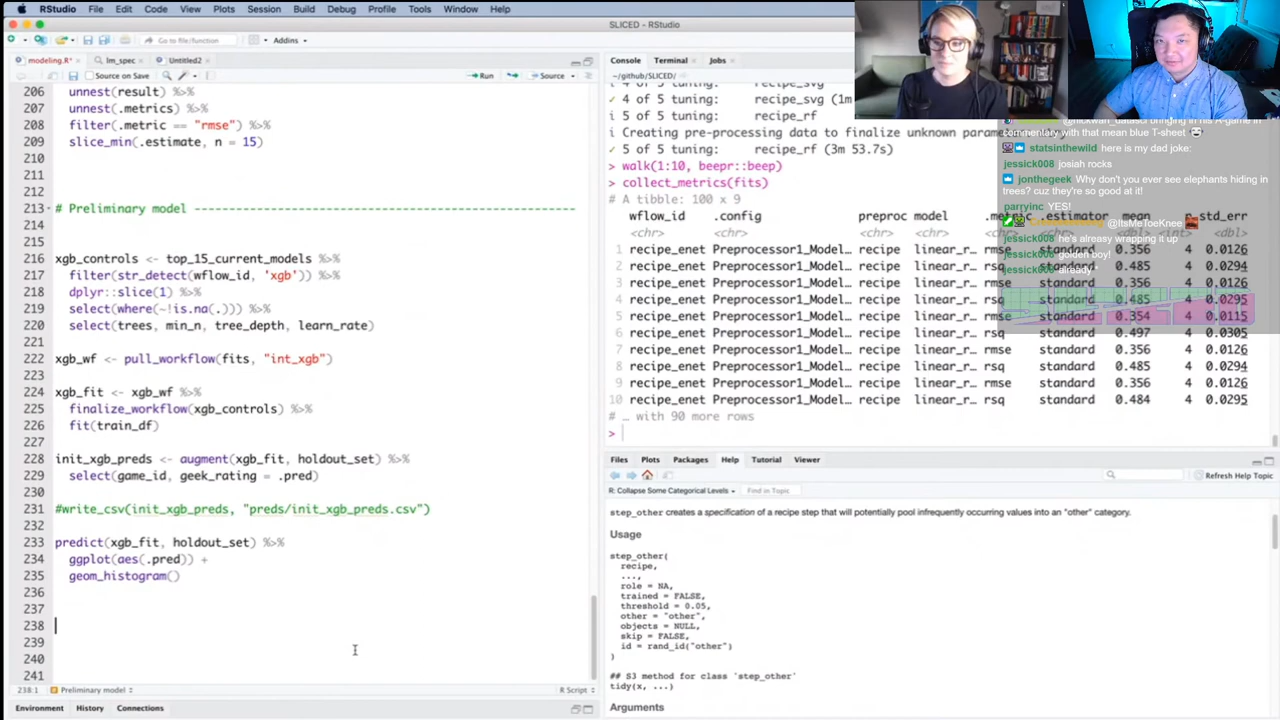 RStudio File Edit Code View Plots Session Build Debug Profile Tools Window Help
SLICED - RStudio
Go to file/function Addins
modeling.R* lm_spec Untitled2
Source on Save Run Source
206 unnest(result) %>%
207 unnest(.metrics) %>%
208 filter(.metric == "rmse") %>%
209 slice_min(.estimate, n = 15)
210
211
212
213 # Preliminary model ------------------------------------------------------
214
215
216 xgb_controls <- top_15_current_models %>%
217 filter(str_detect(wflow_id, 'xgb')) %>%
218 dplyr::slice(1) %>%
219 select(where(~!is.na(.))) %>%
220 select(trees, min_n, tree_depth, learn_rate)
221
222 xgb_wf <- pull_workflow(fits, "int_xgb")
223
224 xgb_fit <- xgb_wf %>%
225 finalize_workflow(xgb_controls) %>%
226 fit(train_df)
227
228 init_xgb_preds <- augment(xgb_fit, holdout_set) %>%
229 select(game_id, geek_rating = .pred)
230
231 #write_csv(init_xgb_preds, "preds/init_xgb_preds.csv")
232
233 predict(xgb_fit, holdout_set) %>%
234 ggplot(aes(.pred)) +
235 geom_histogram()
236
237
238
239
240
241
238:1 Preliminary model R Script
Environment History Connections
Console Terminal Jobs
~/github/SLICED/
✓ 4 of 5 tuning: recipe_svg (1m
i 5 of 5 tuning: recipe_rf
i Creating pre-processing data to finalize unknown param
✓ 5 of 5 tuning: recipe_rf (3m 53.7s)
> walk(1:10, beepr::beep)
> collect_metrics(fits)
# A tibble: 100 x 9
wflow_id .config preproc model .metric .estimator mean n std_err
<chr> <chr> <chr> <chr> <chr> <chr> <dbl> <dbl>
1 recipe_enet Preprocessor1_Model… recipe linear_r… rmse standard 0.356 4 0.0126
2 recipe_enet Preprocessor1_Model… recipe linear_r… rsq standard 0.485 4 0.0294
3 recipe_enet Preprocessor1_Model… recipe linear_r… rmse standard 0.356 4 0.0126
4 recipe_enet Preprocessor1_Model… recipe linear_r… rsq standard 0.485 4 0.0295
5 recipe_enet Preprocessor1_Model… recipe linear_r… rmse standard 0.354 4 0.0115
6 recipe_enet Preprocessor1_Model… recipe linear_r… rsq standard 0.497 4 0.0305
7 recipe_enet Preprocessor1_Model… recipe linear_r… rmse standard 0.356 4 0.0126
8 recipe_enet Preprocessor1_Model… recipe linear_r… rsq standard 0.485 4 0.0294
9 recipe_enet Preprocessor1_Model… recipe linear_r… rmse standard 0.356 4 0.0126
10 recipe_enet Preprocessor1_Model… recipe linear_r… rsq standard 0.484 4 0.0295
# … with 90 more rows
>
bringing in his A-game in
commentary with that mean blue T-sheet
statsinthewild here is my dad joke:
jessick008 josiah rocks
jonthegeek Why don't you ever see elephants hiding in
trees? cuz they're so good at it!
parryinc YES!
@ItsMeToeKnee
jessick008 he's alreasy wrapping it up
jessick008 golden boy!
jessick008 already*
Files Plots Packages Help Tutorial Viewer
Refresh Help Topic
R: Collapse Some Categorical Levels Find in Topic
step_other creates a specification of a recipe step that will potentially pool infrequently occurring values into an "other" category.
Usage
step_other(
recipe,
...,
role = NA,
trained = FALSE,
threshold = 0.05,
other = "other",
objects = NULL,
skip = FALSE,
id = rand_id("other")
)
## S3 method for class 'step_other'
tidy(x, ...)
Arguments